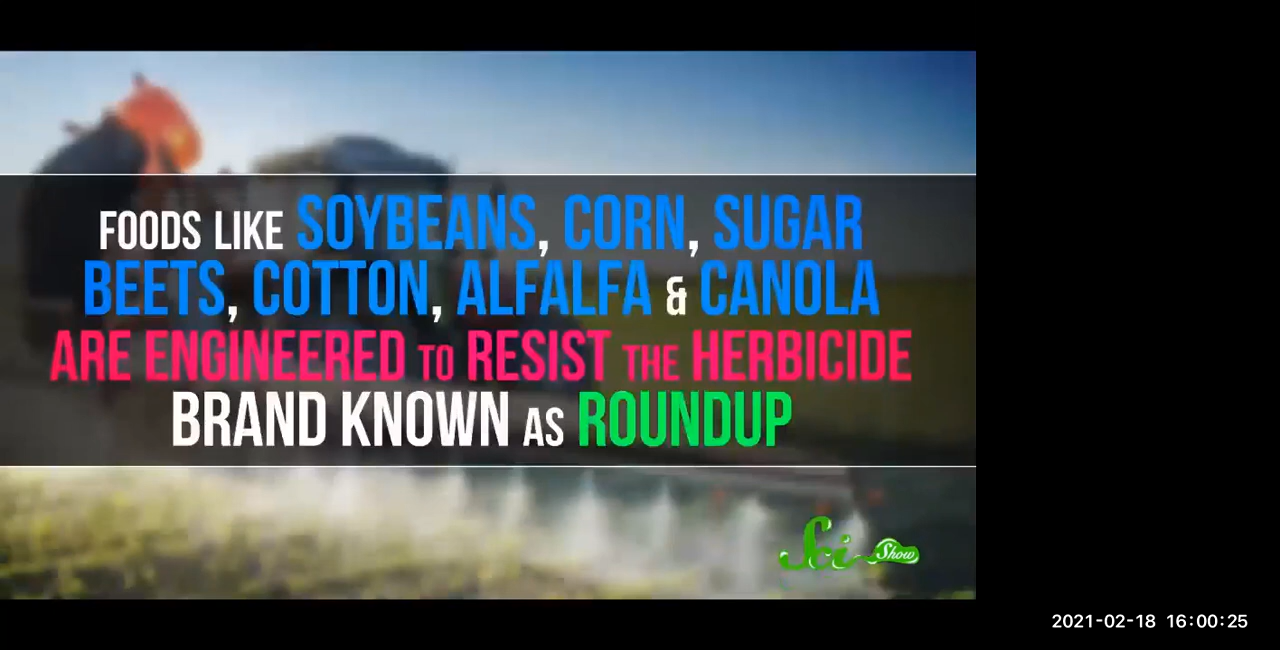 FOODS LIKE SOYBEANS, CORN, SUGAR
BEETS, COTTON, ALFALFA & CANOLA
ARE ENGINEERED TO RESIST THE HERBICIDE
BRAND KNOWN AS ROUNDUP
Sci Show
2021-02-18 16:00:25